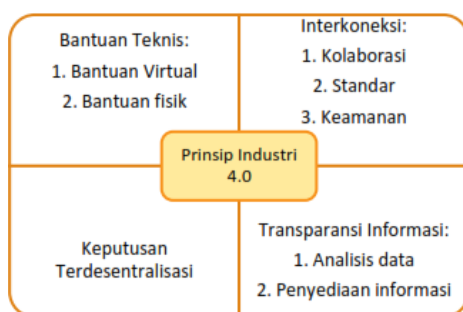 Bantuan Teknis:
1. Bantuan Virtual
2. Bantuan fisik
Interkoneksi:
1. Kolaborasi
2. Standar
3. Keamanan
Prinsip Industri
4.0
Keputusan
Terdesentralisasi
Transparansi Informasi:
1. Analisis data
2. Penyediaan informasi